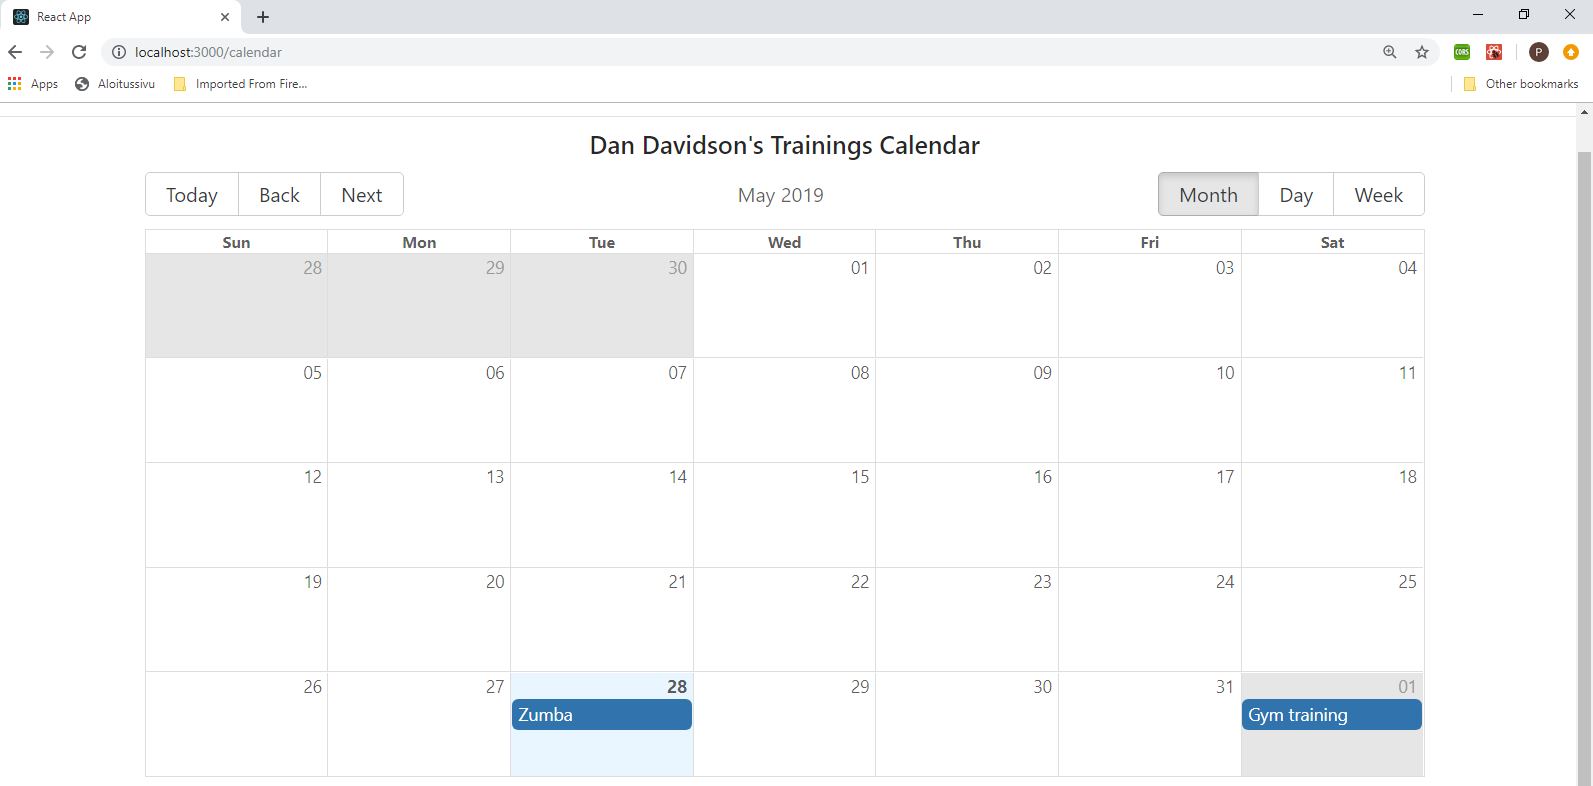 React App
localhost:3000/calendar
CORS
P
Apps Aloitussivu Imported From Fire... Other bookmarks
Dan Davidson's Trainings Calendar
Today Back Next May 2019 Month Day Week
Sun Mon Tue Wed Thu Fri Sat
28 29 30 01 02 03 04
05 06 07 08 09 10 11
12 13 14 15 16 17 18
19 20 21 22 23 24 25
26 27 28 29 30 31 01
Zumba Gym training